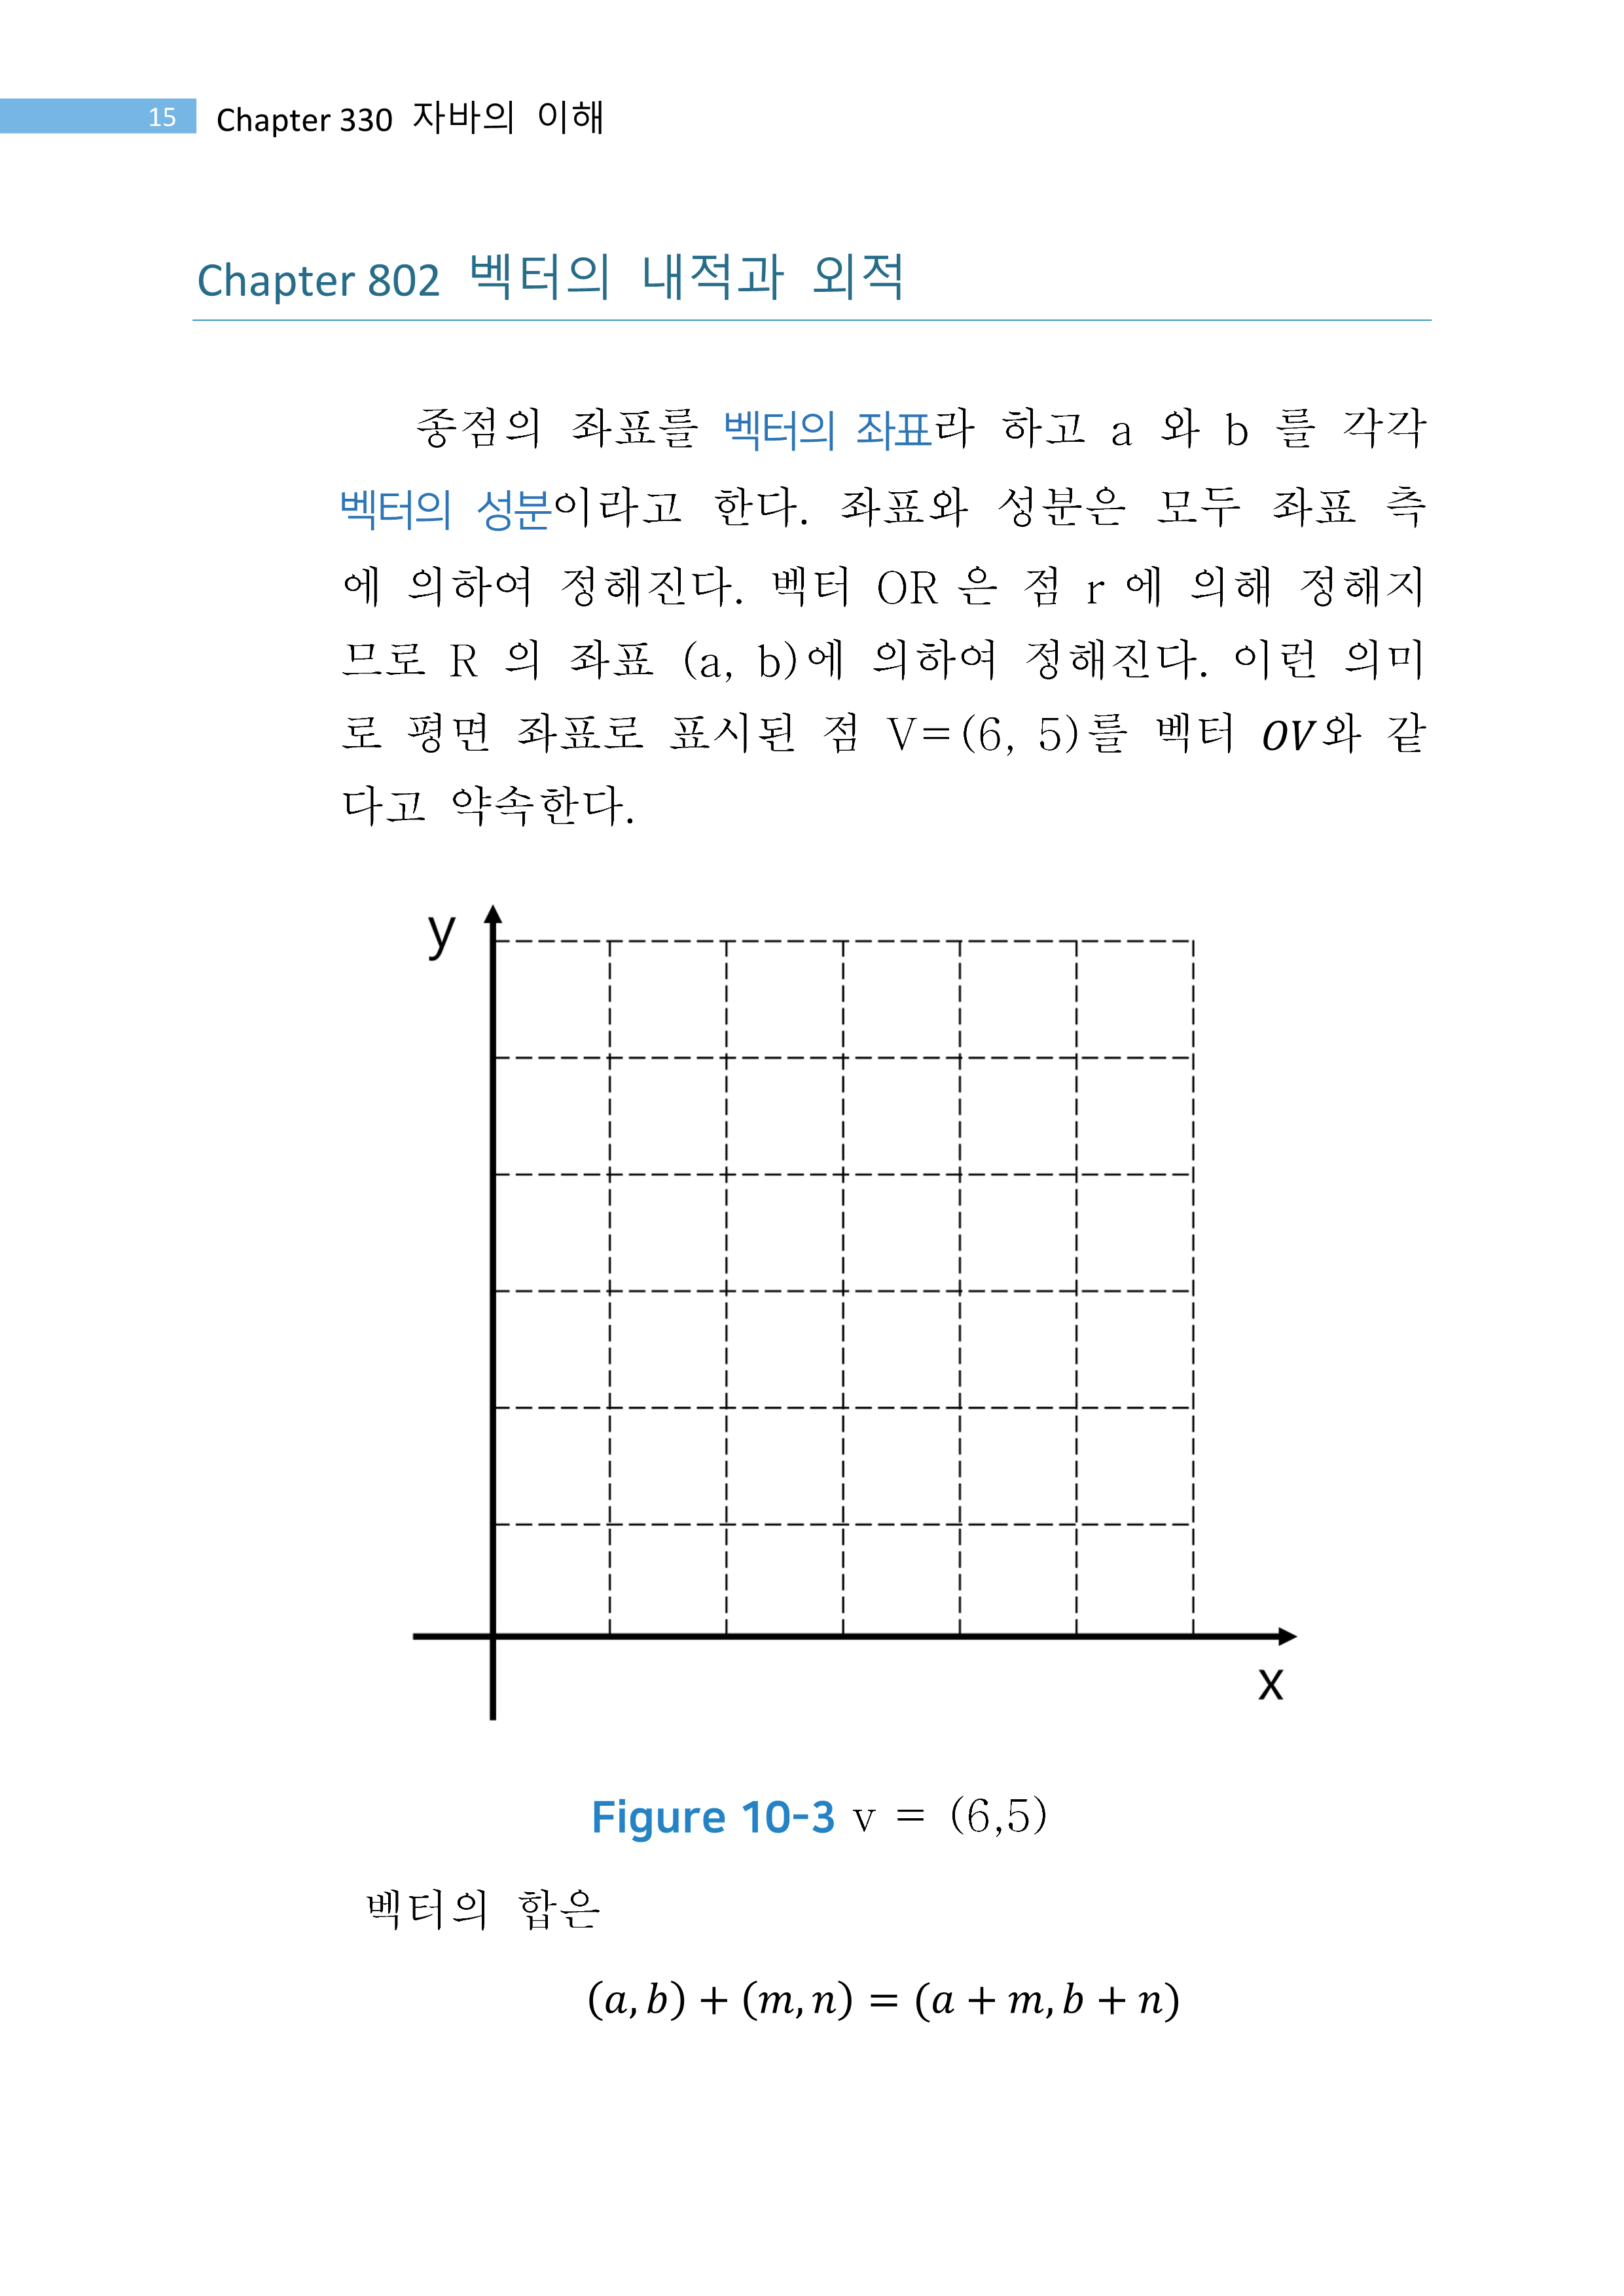 15 Chapter 330 자바의 이해
Chapter 802 벡터의 내적과 외적
종점의 좌표를 벡터의 좌표라 하고 a 와 b 를 각각
벡터의 성분이라고 한다. 좌표와 성분은 모두 좌표 측
에 의하여 정해진다. 벡터 OR 은 점 r 에 의해 정해지
므로 R 의 좌표 (a, b)에 의하여 정해진다. 이런 의미
로 평면 좌표로 표시된 점 V=(6, 5)를 벡터 OV와 같
다고 약속한다.
y
x
Figure 10-3 v = (6,5)
벡터의 합은
(a, b) + (m, n) = (a + m, b + n)